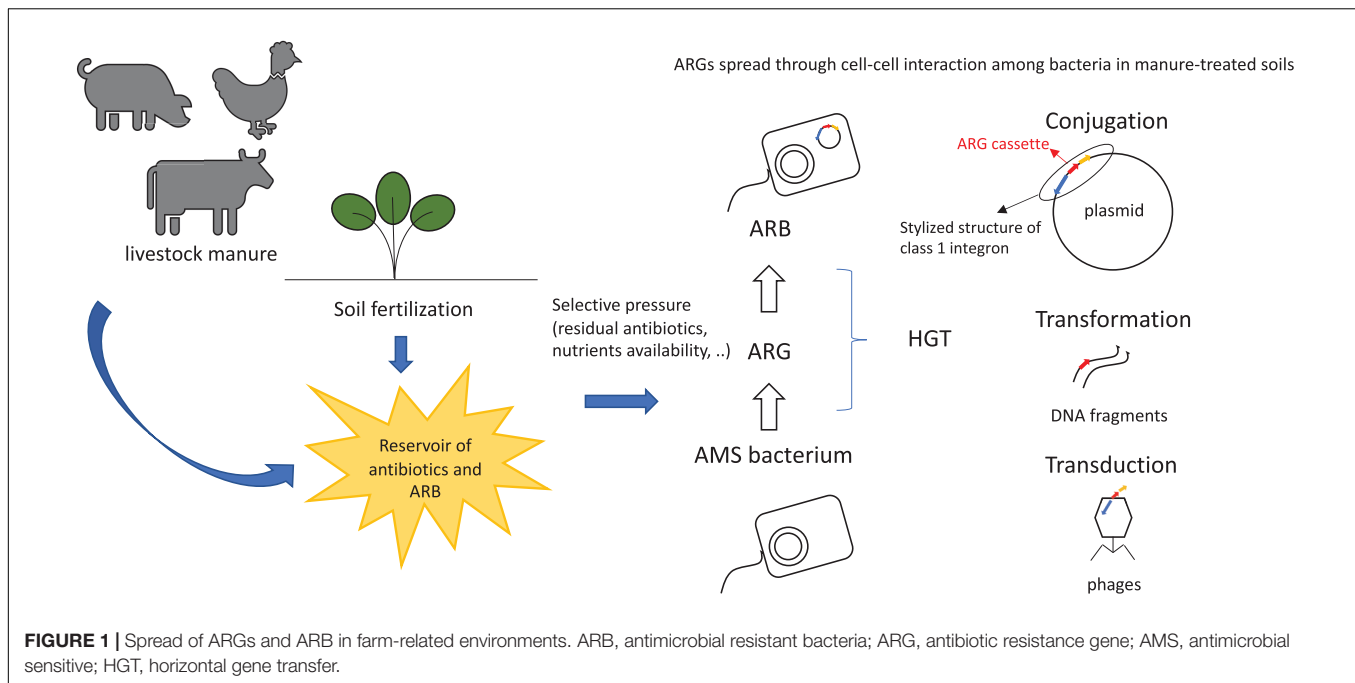 livestock manure
Soil fertilization
Reservoir of
antibiotics and
ARB
Selective pressure
(residual antibiotics,
nutrients availability, ..)
ARGs spread through cell-cell interaction among bacteria in manure-treated soils
ARB
ARG
AMS bacterium
HGT
Conjugation
ARG cassette
plasmid
Stylized structure of
class 1 integron
Transformation
DNA fragments
Transduction
phages
FIGURE 1 | Spread of ARGs and ARB in farm-related environments. ARB, antimicrobial resistant bacteria; ARG, antibiotic resistance gene; AMS, antimicrobial
sensitive; HGT, horizontal gene transfer.